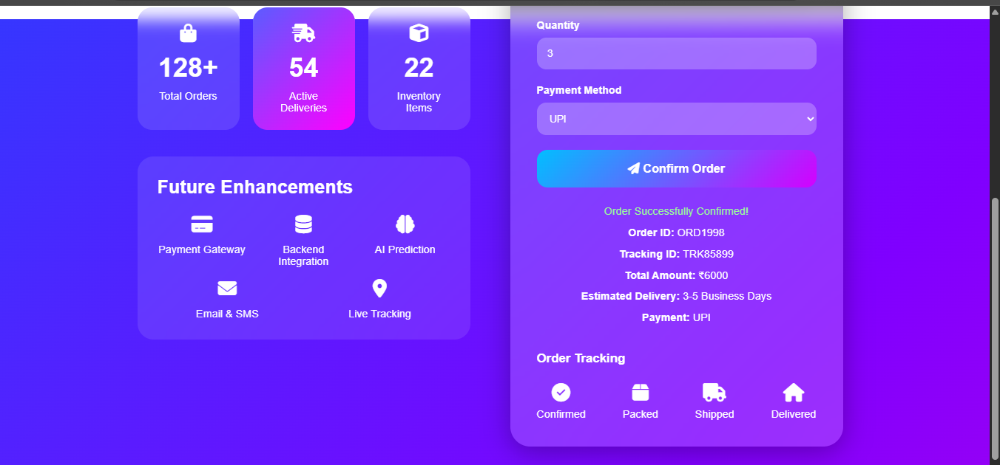 128+
Total Orders
54
Active
Deliveries
22
Inventory
Items
Future Enhancements
Payment Gateway
Backend
Integration
AI Prediction
Email & SMS
Live Tracking
Quantity
3
Payment Method
UPI
Confirm Order
Order Successfully Confirmed!
Order ID: ORD1998
Tracking ID: TRK85899
Total Amount: ₹6000
Estimated Delivery: 3-5 Business Days
Payment: UPI
Order Tracking
Confirmed
Packed
Shipped
Delivered